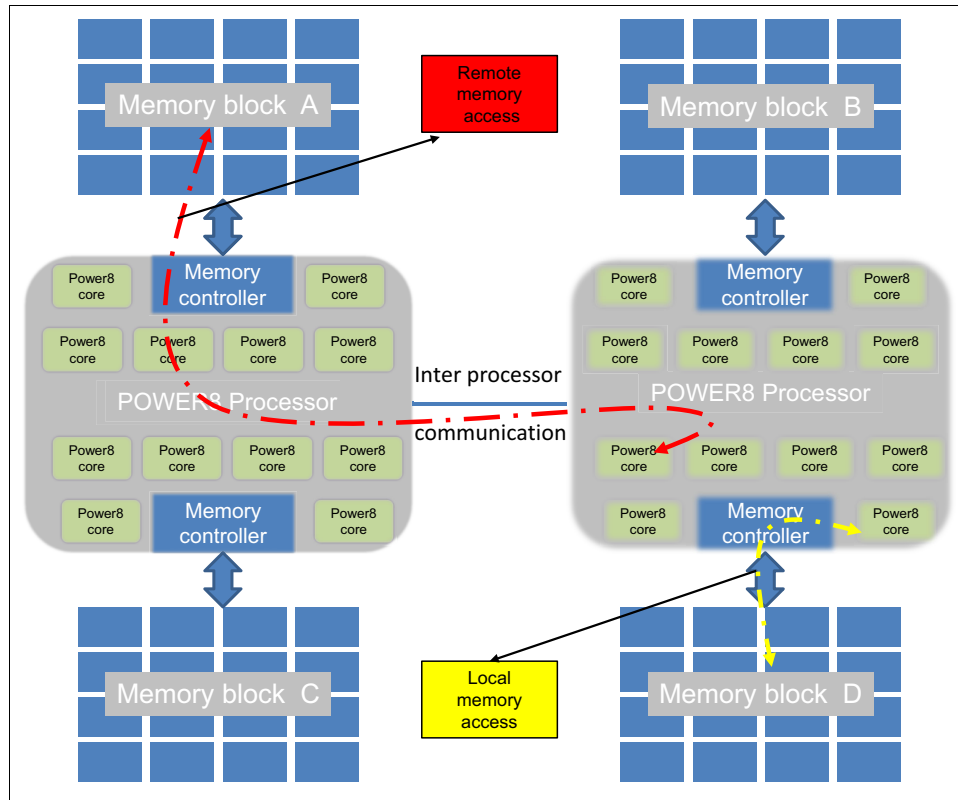 Memory block A
Remote
memory
access
Memory block B
Power8
core
Memory
controller
Power8
core
Power8
core
Power8
core
Power8
core
Power8
core
POWER8 Processor
Power8
core
Power8
core
Power8
core
Power8
core
Power8
core
Memory
controller
Power8
core
Inter processor
communication
Power8
core
Memory
controller
Power8
core
Power8
core
Power8
core
Power8
core
Power8
core
POWER8 Processor
Power8
core
Power8
core
Power8
core
Power8
core
Power8
core
Memory
controller
Power8
core
Memory block C
Local
memory
access
Memory block D